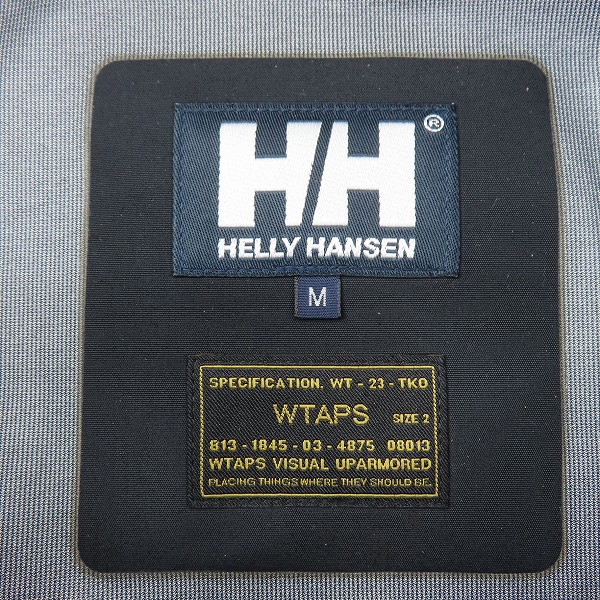 HH®
HELLY HANSEN
M
SPECIFICATION. WT - 23 - TKO
WTAPS SIZE 2
813 - 1845 - 03 - 4875 08013
WTAPS VISUAL UPARMORED
PLACING THINGS WHERE THEY SHOULD BE.